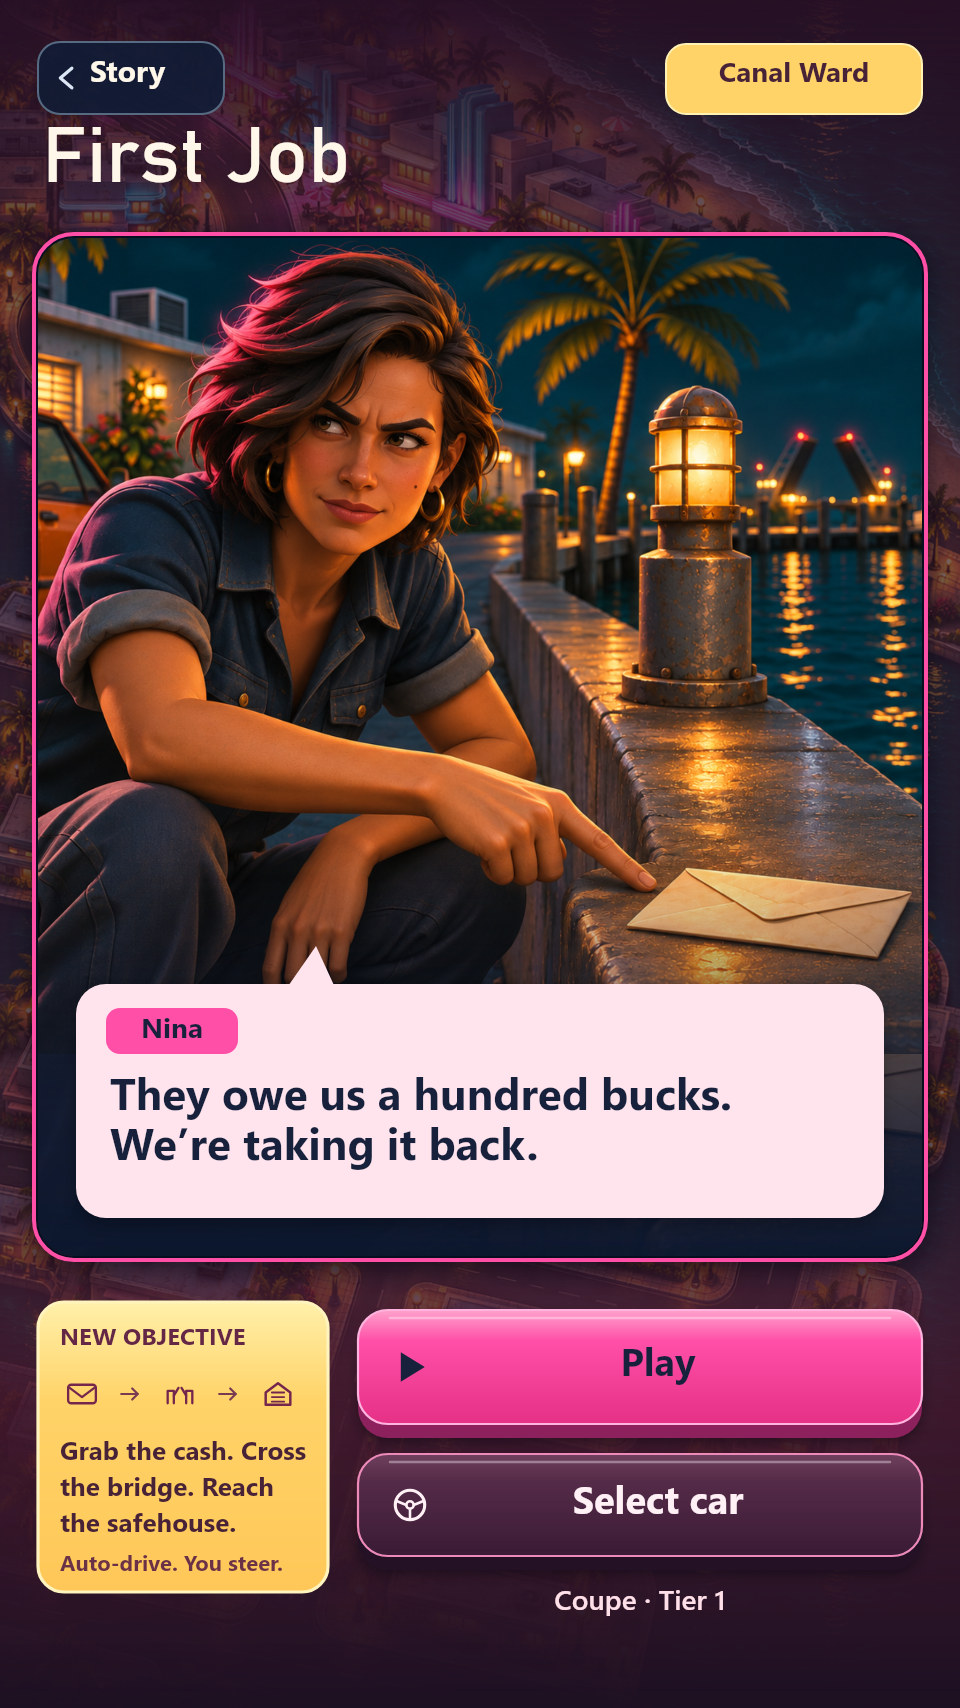 Story
Canal Ward
First Job
Nina
They owe us a hundred bucks.
We’re taking it back.
NEW OBJECTIVE
Grab the cash. Cross
the bridge. Reach
the safehouse.
Auto-drive. You steer.
Play
Select car
Coupe · Tier 1